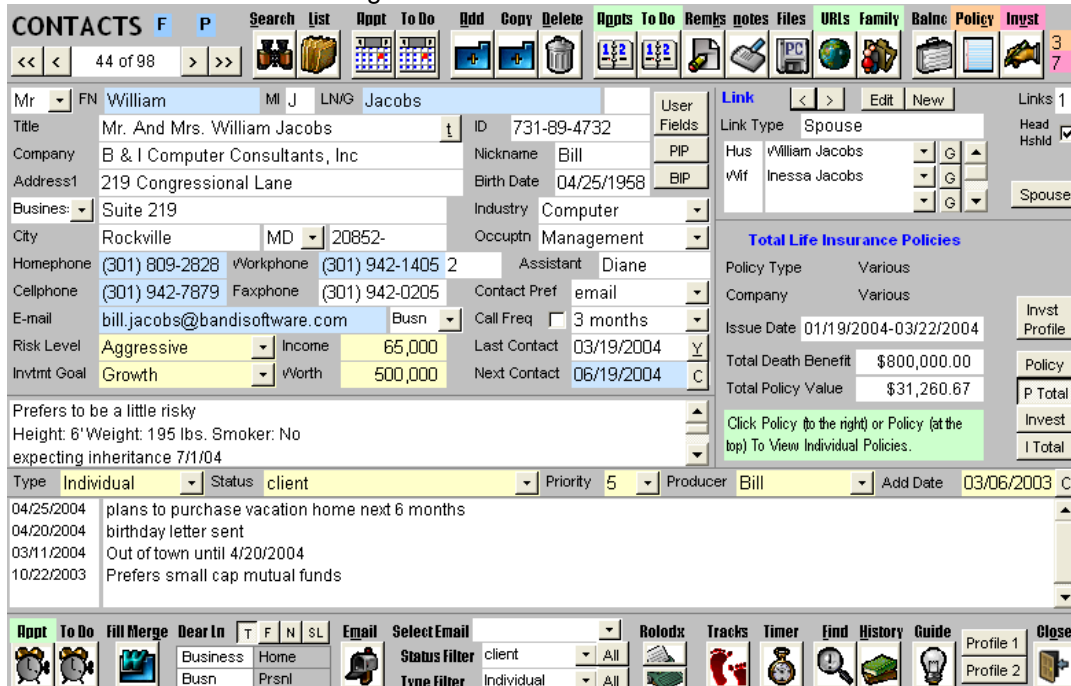 CONTACTS F P Search List Appt To Do Add Copy Delete Appts To Do Remks notes Files URLs Family Balnc Policy Invst
<< < 44 of 98 > >> 3
7
Mr FN William MI J LN/G Jacobs User Fields Link < > Edit New Links 1
Title Mr. And Mrs. William Jacobs t ID 731-89-4732 Link Type Spouse Head Hshld
Company B & I Computer Consultants, Inc Nickname Bill PIP Hus William Jacobs G
Address1 219 Congressional Lane Birth Date 04/25/1958 BIP Wif Inessa Jacobs G
Busines: Suite 219 Industry Computer G Spouse
City Rockville MD 20852- Occuptn Management Total Life Insurance Policies
Homephone (301) 809-2828 Workphone (301) 942-1405 2 Assistant Diane Policy Type Various
Cellphone (301) 942-7879 Faxphone (301) 942-0205 Contact Pref email Company Various
E-mail bill.jacobs@bandisoftware.com Busn Call Freq 3 months Issue Date 01/19/2004-03/22/2004 Invst Profile
Risk Level Aggressive Income 65,000 Last Contact 03/19/2004 Y Total Death Benefit $800,000.00 Policy
Invtmt Goal Growth Worth 500,000 Next Contact 06/19/2004 C Total Policy Value $31,260.67 P Total
Prefers to be a little risky
Height: 6' Weight: 195 lbs. Smoker: No
expecting inheritance 7/1/04
Click Policy (to the right) or Policy (at the Invest
top) To View Individual Policies. I Total
Type Individual Status client Priority 5 Producer Bill Add Date 03/06/2003 C
04/25/2004 plans to purchase vacation home next 6 months
04/20/2004 birthday letter sent
03/11/2004 Out of town until 4/20/2004
10/22/2003 Prefers small cap mutual funds
Appt To Do Fill Merge Dear Ln T F N SL Email Select Email Rolodx Tracks Timer Find History Guide Profile 1 Close
Business Home Status Filter client All
Busn Prsnl Type Filter Individual All Profile 2